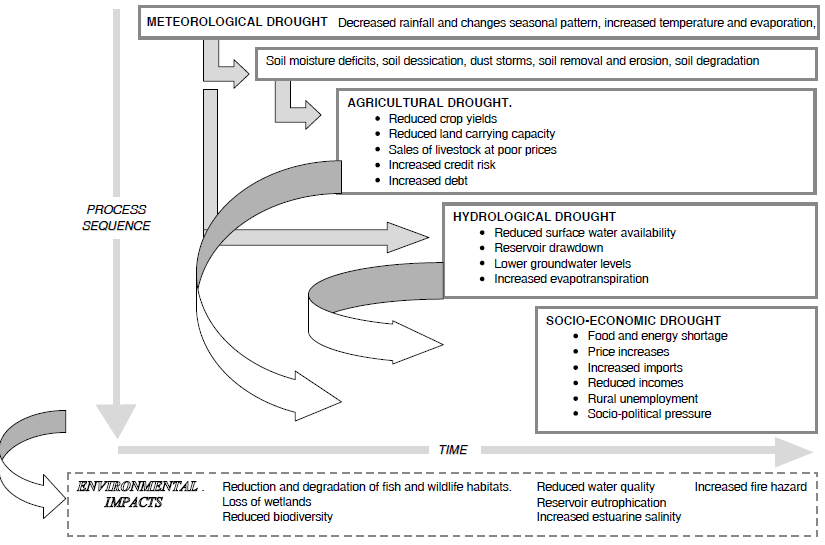 METEOROLOGICAL DROUGHT Decreased rainfall and changes seasonal pattern, increased temperature and evaporation,
Soil moisture deficits, soil dessication, dust storms, soil removal and erosion, soil degradation
AGRICULTURAL DROUGHT.
• Reduced crop yields
• Reduced land carrying capacity
• Sales of livestock at poor prices
• Increased credit risk
• Increased debt
PROCESS
SEQUENCE
HYDROLOGICAL DROUGHT
• Reduced surface water availability
• Reservoir drawdown
• Lower groundwater levels
• Increased evapotranspiration
SOCIO-ECONOMIC DROUGHT
• Food and energy shortage
• Price increases
• Increased imports
• Reduced incomes
• Rural unemployment
• Socio-political pressure
TIME
ENVIRONMENTAL . Reduction and degradation of fish and wildlife habitats. Reduced water quality Increased fire hazard
IMPACTS Loss of wetlands Reservoir eutrophication
Reduced biodiversity Increased estuarine salinity